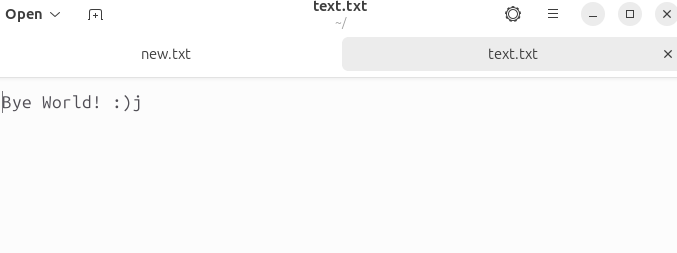 Open
text.txt
~/
new.txt
text.txt
Bye World! :)j